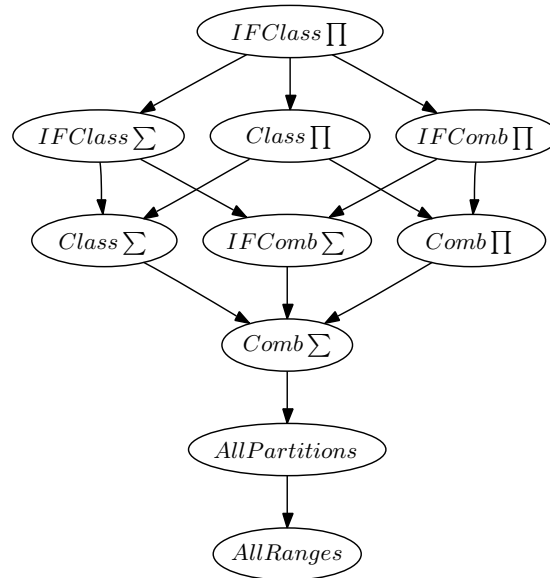 IFClass∏
IFClass∑ Class∏ IFComb∏
Class∑ IFComb∑ Comb∏
Comb∑
AllPartitions
AllRanges